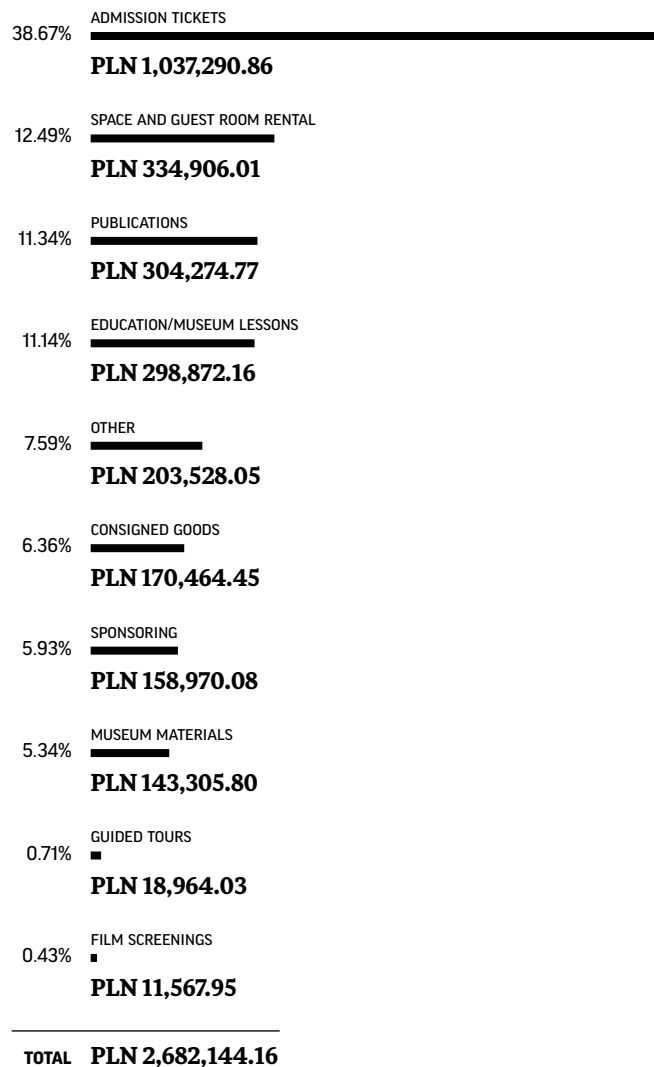 ADMISSION TICKETS
38.67%
PLN 1,037,290.86
SPACE AND GUEST ROOM RENTAL
12.49%
PLN 334,906.01
PUBLICATIONS
11.34%
PLN 304,274.77
EDUCATION/MUSEUM LESSONS
11.14%
PLN 298,872.16
OTHER
7.59%
PLN 203,528.05
CONSIGNED GOODS
6.36%
PLN 170,464.45
SPONSORING
5.93%
PLN 158,970.08
MUSEUM MATERIALS
5.34%
PLN 143,305.80
GUIDED TOURS
0.71%
PLN 18,964.03
FILM SCREENINGS
0.43%
PLN 11,567.95
TOTAL PLN 2,682,144.16